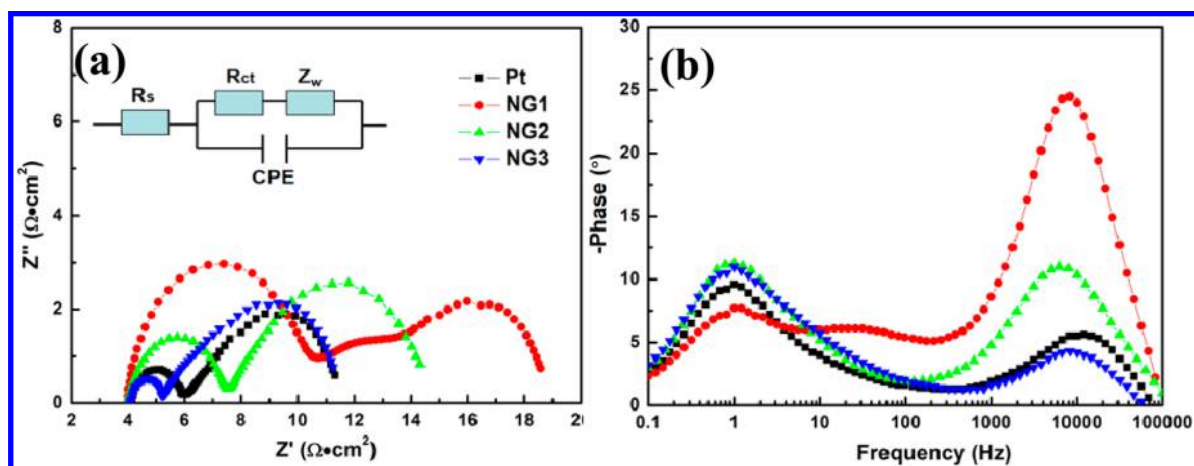 (a)
8
6
4
2
0
Z'' (Ω•cm²)
2 4 6 8 10 12 14 16 18 20
Z' (Ω•cm²)
Rs
Rct
Zw
CPE
Pt
NG1
NG2
NG3
(b)
30
25
20
15
10
5
0
-Phase (°)
0.1 1 10 100 1000 10000 100000
Frequency (Hz)